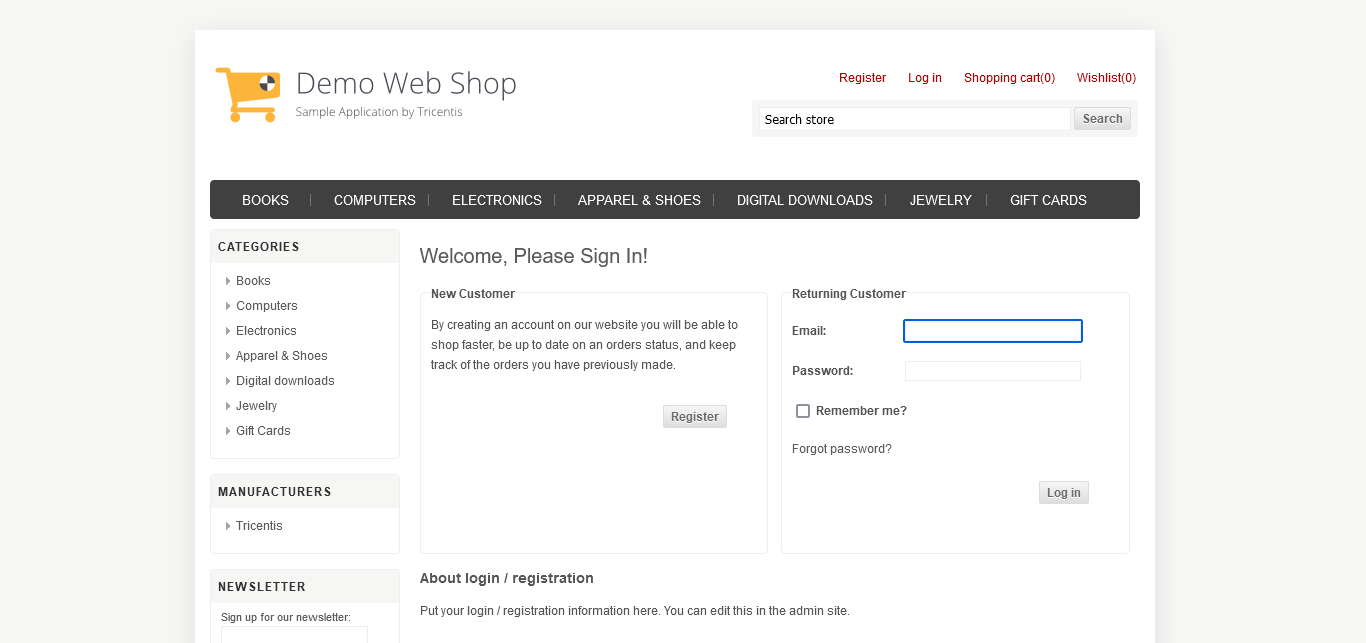 Demo Web Shop
Sample Application by Tricentis
Register
Log in
Shopping cart(0)
Wishlist(0)
Search store
Search
BOOKS
COMPUTERS
ELECTRONICS
APPAREL & SHOES
DIGITAL DOWNLOADS
JEWELRY
GIFT CARDS
CATEGORIES
Books
Computers
Electronics
Apparel & Shoes
Digital downloads
Jewelry
Gift Cards
MANUFACTURERS
Tricentis
NEWSLETTER
Sign up for our newsletter:
Welcome, Please Sign In!
New Customer
By creating an account on our website you will be able to
shop faster, be up to date on an orders status, and keep
track of the orders you have previously made.
Register
Returning Customer
Email:
Password:
Remember me?
Forgot password?
Log in
About login / registration
Put your login / registration information here. You can edit this in the admin site.